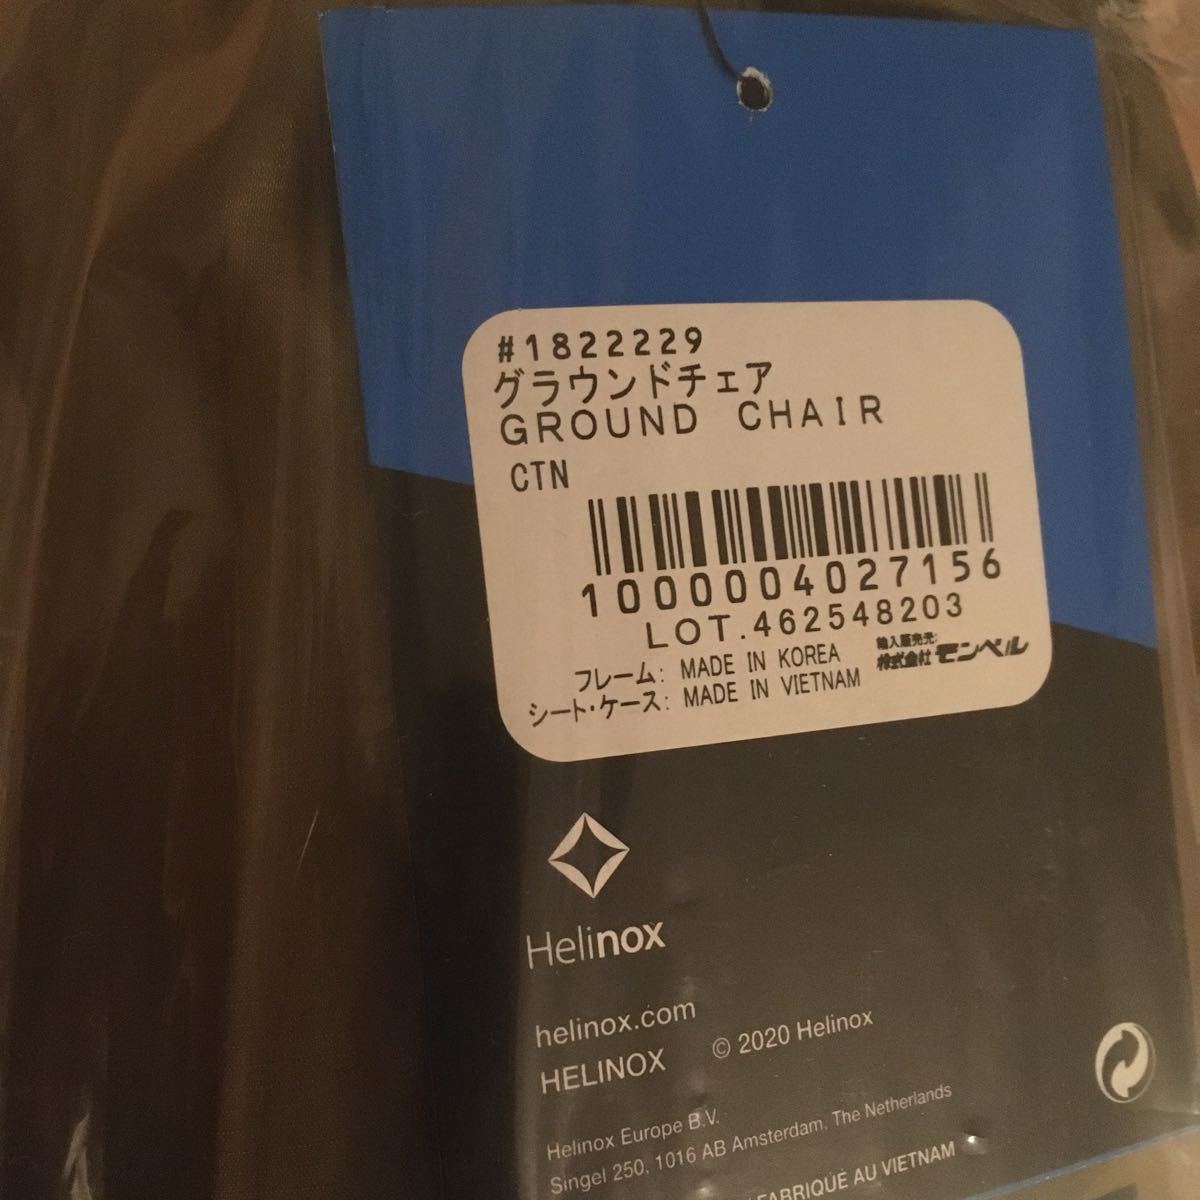 #1822229
グラウンドチェア
GROUND CHAIR
CTN
1000004027156
LOT.462548203
フレーム: MADE IN KOREA
シート・ケース: MADE IN VIETNAM
輸入販売元:
株式会社モンベル
Helinox
helinox.com
HELINOX
© 2020 Helinox
Helinox Europe B.V.
Singel 250, 1016 AB Amsterdam, The Netherlands
FABRIQUÉ AU VIETNAM